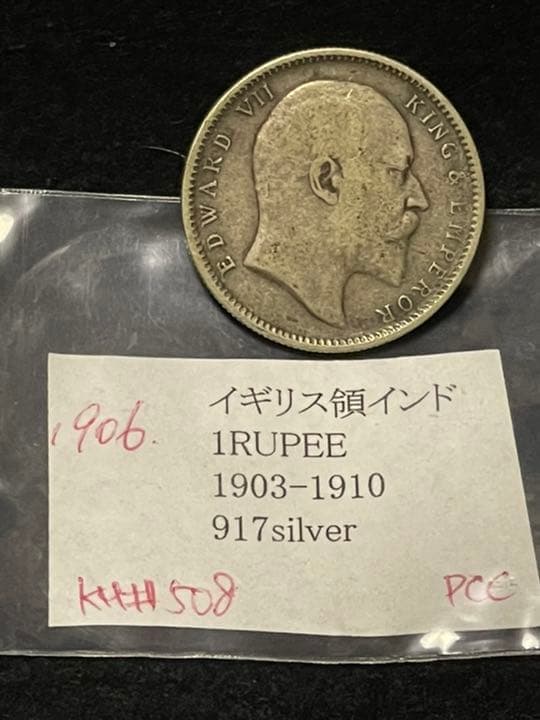 EDWARD VII KING & EMPEROR
1906.
イギリス領インド
1RUPEE
1903-1910
917silver
KM#508
PCC